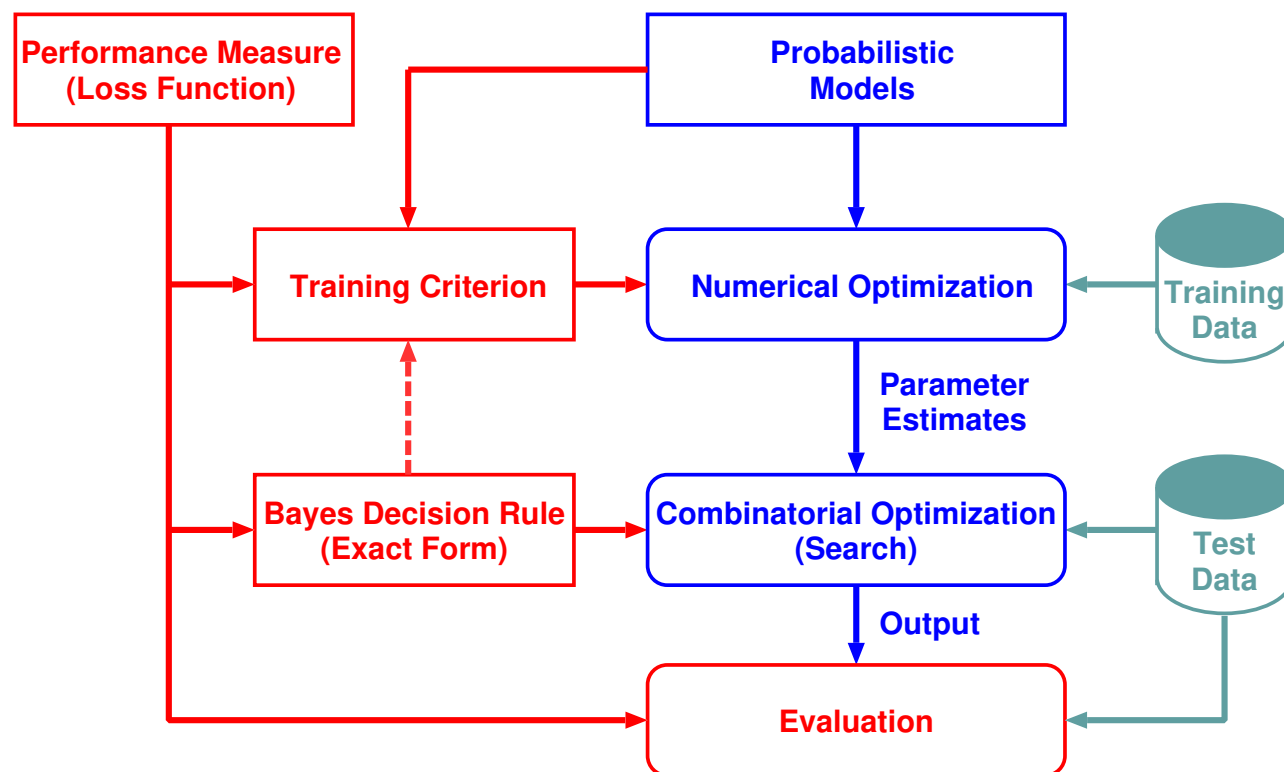 Performance Measure
(Loss Function)
Probabilistic
Models
Training Criterion
Numerical Optimization
Training
Data
Parameter
Estimates
Bayes Decision Rule
(Exact Form)
Combinatorial Optimization
(Search)
Test
Data
Output
Evaluation